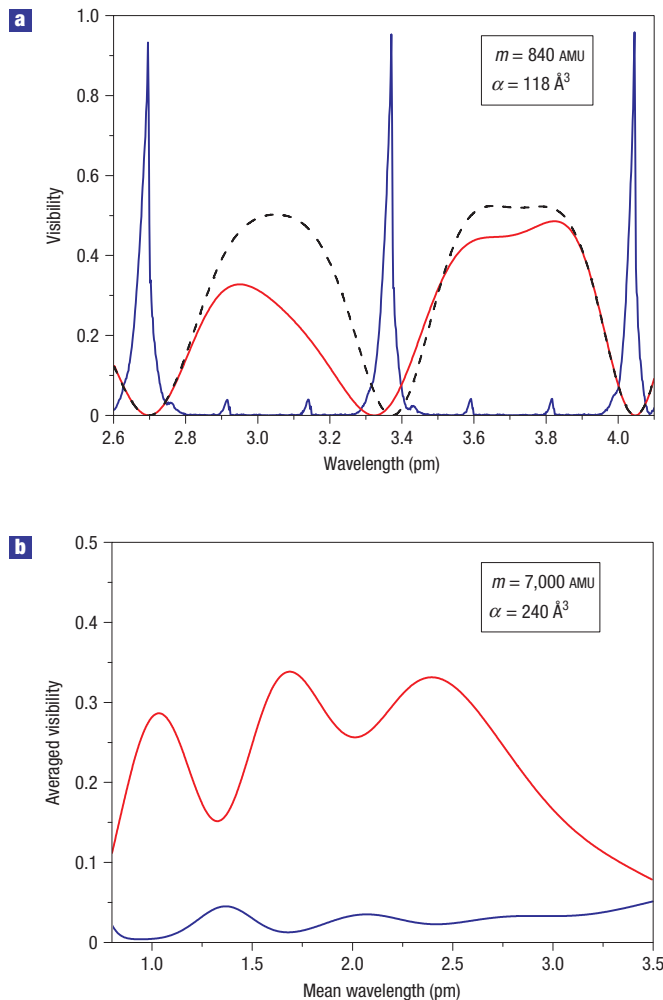 a
1.0
0.8
0.6
0.4
0.2
0
Visibility
m = 840 AMU
α = 118 Å³
2.6 2.8 3.0 3.2 3.4 3.6 3.8 4.0
Wavelength (pm)
b
0.5
0.4
0.3
0.2
0.1
0
Averaged visibility
m = 7,000 AMU
α = 240 Å³
1.0 1.5 2.0 2.5 3.0 3.5
Mean wavelength (pm)